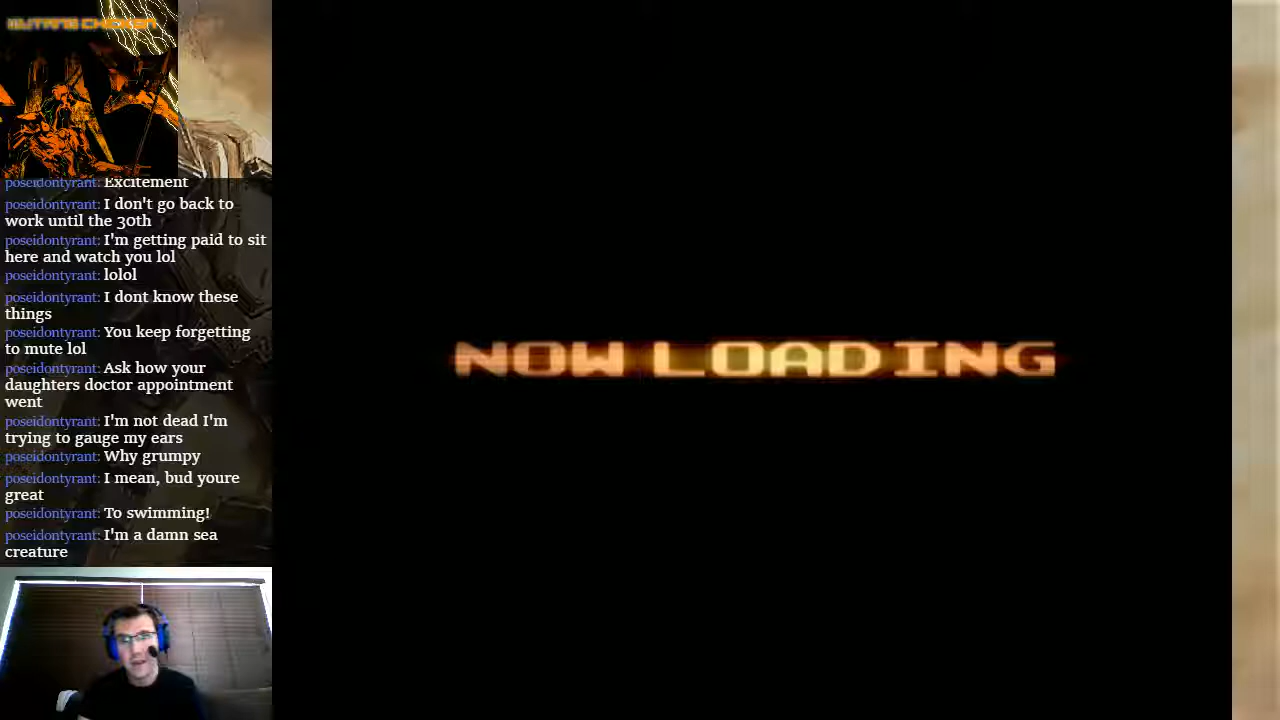 MUTANT CHICKEN
poseidontyrant: Excitement
poseidontyrant: I don't go back to
work until the 30th
poseidontyrant: I'm getting paid to sit
here and watch you lol
poseidontyrant: lolol
poseidontyrant: I dont know these
things
poseidontyrant: You keep forgetting
to mute lol
poseidontyrant: Ask how your
daughters doctor appointment
went
poseidontyrant: I'm not dead I'm
trying to gauge my ears
poseidontyrant: Why grumpy
poseidontyrant: I mean, bud youre
great
poseidontyrant: To swimming!
poseidontyrant: I'm a damn sea
creature
NOW LOADING